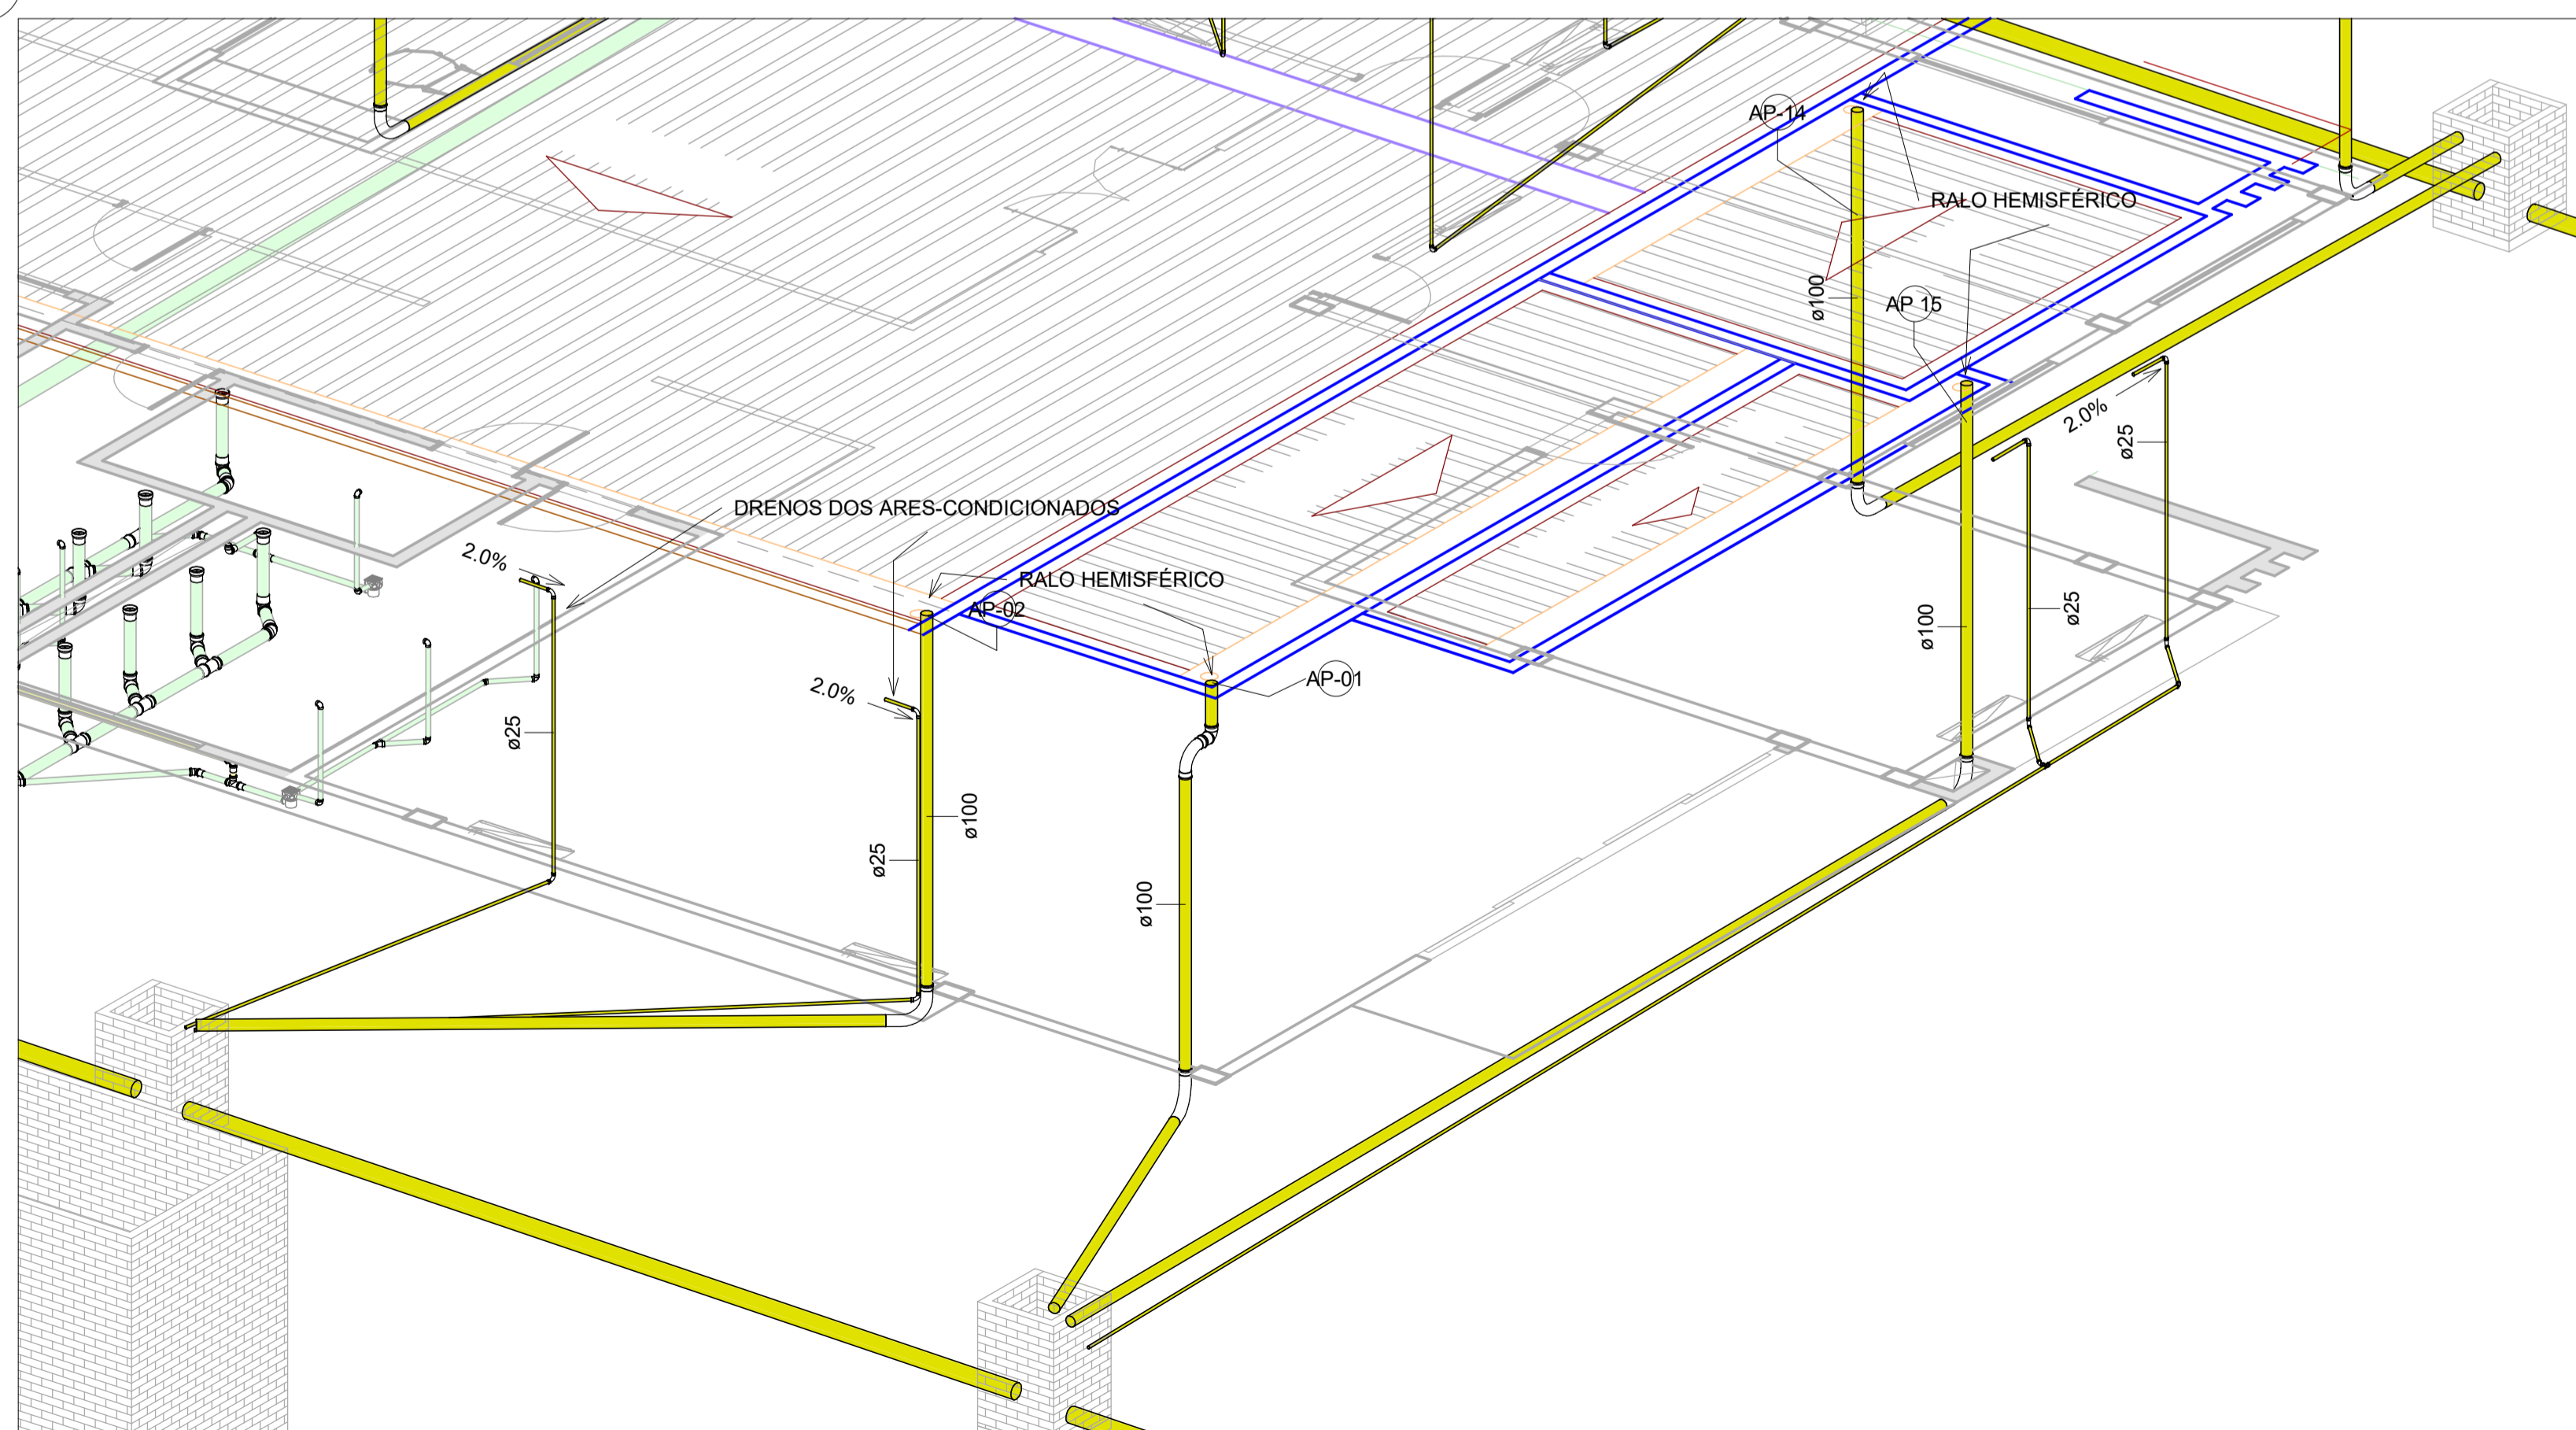 AP-14
RALO HEMISFÉRICO
ø100
AP 15
2.0%
ø25
DRENOS DOS ARES-CONDICIONADOS
2.0%
RALO HEMISFÉRICO
AP-02
ø25
ø100
AP-01
2.0%
ø25
ø100
ø25
ø100